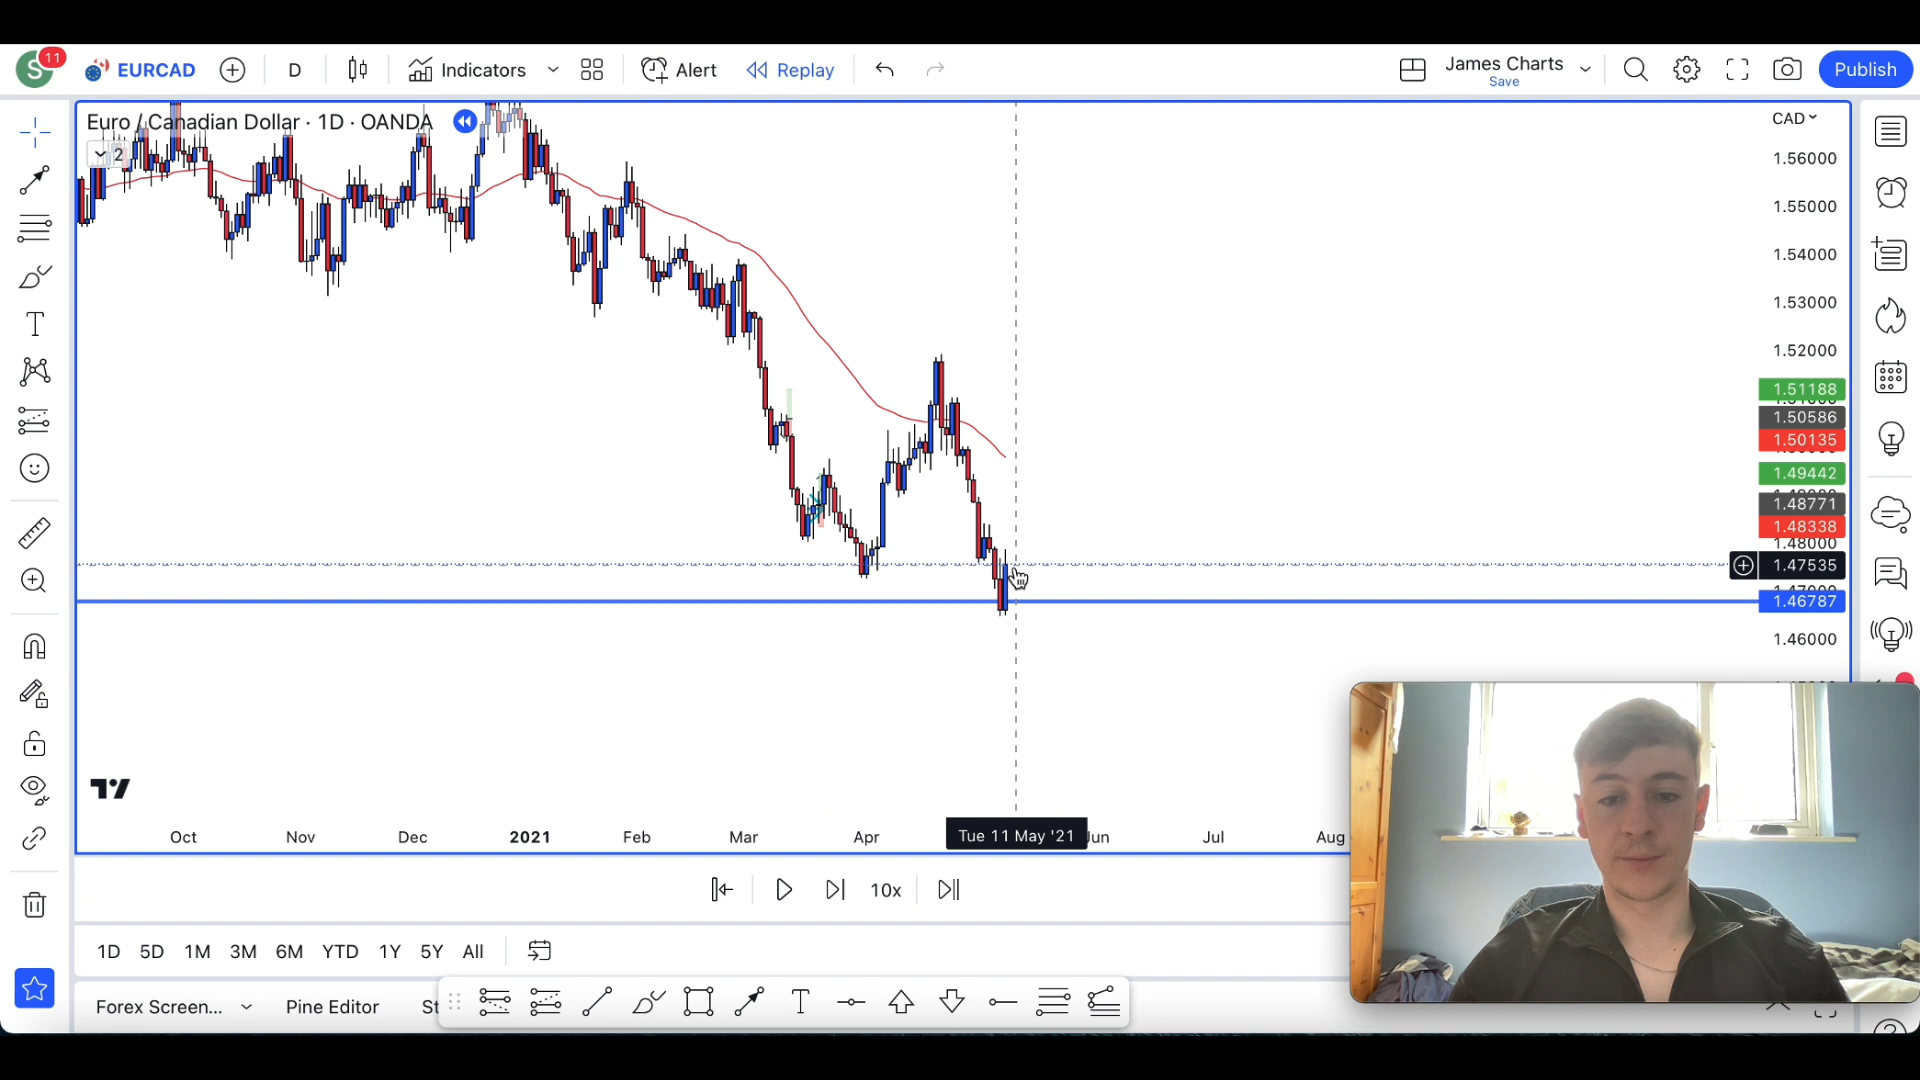 S 11 EURCAD D Indicators Alert Replay James Charts Save Publish
Euro / Canadian Dollar · 1D · OANDA
2
CAD
1.56000
1.55000
1.54000
1.53000
1.52000
1.51188
1.50586
1.50135
1.49442
1.48771
1.48338
1.48000
1.47535
1.46787
1.46000
Oct Nov Dec 2021 Feb Mar Apr Tue 11 May '21 Jun Jul Aug
10x
1D 5D 1M 3M 6M YTD 1Y 5Y All
Forex Screen... Pine Editor St